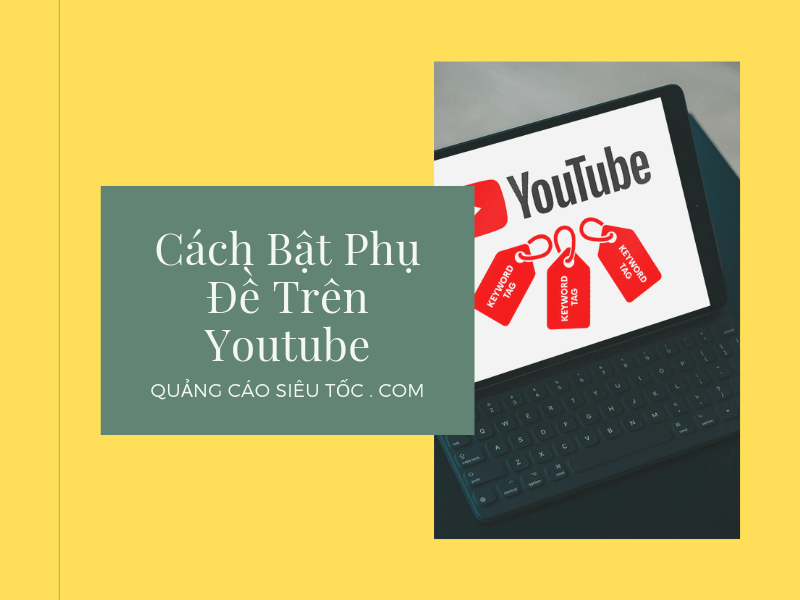 Cách Bật Phụ
Đề Trên
Youtube
QUẢNG CÁO SIÊU TỐC . COM
YouTube
KEYWORD
TAG
KEYWORD
TAG
KEYWORD
TAG